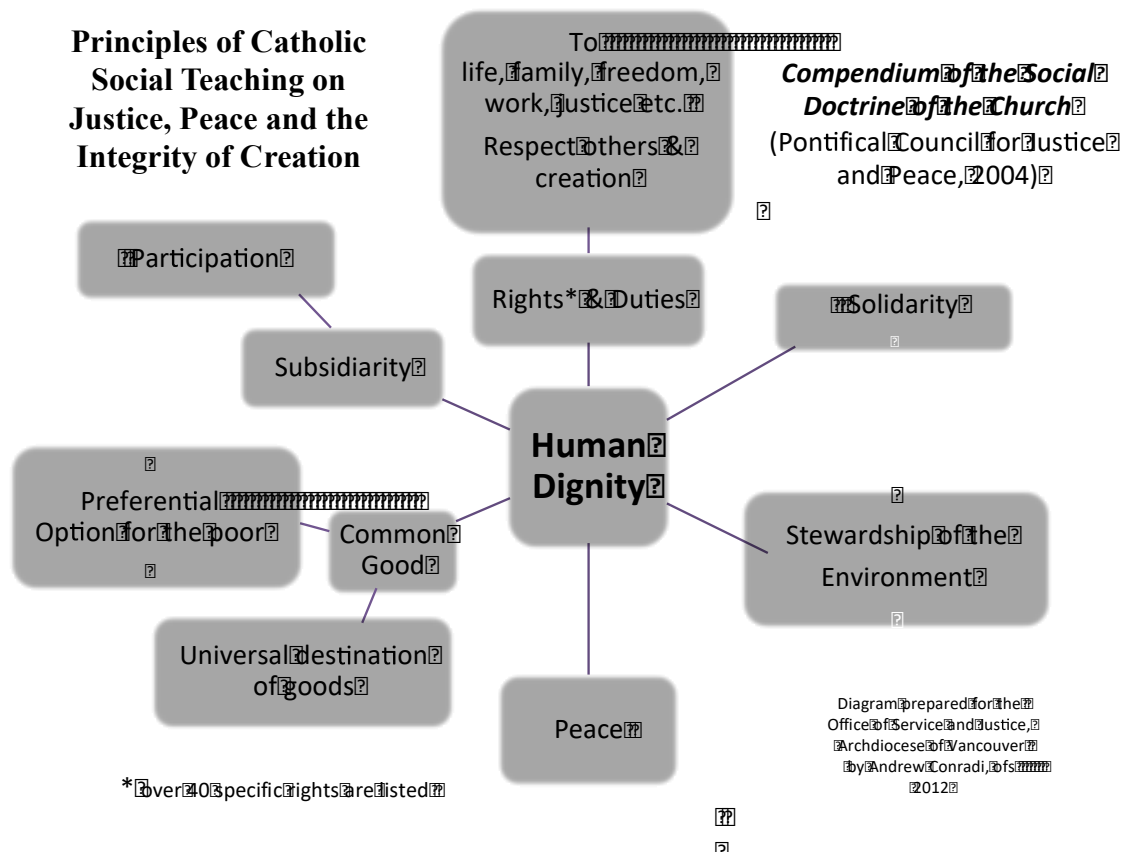 Principles of Catholic
Social Teaching on
Justice, Peace and the
Integrity of Creation
To
life, family, freedom,
work, justice etc.
Respect others &
creation
Compendium of the Social
Doctrine of the Church
(Pontifical Council for Justice
and Peace, 2004)
Participation
Rights* & Duties
Solidarity
Subsidiarity
Human
Dignity
Preferential
Option for the poor
Common
Good
Stewardship of the
Environment
Universal destination
of goods
Peace
Diagram prepared for the
Office of Service and Justice,
Archdiocese of Vancouver
by Andrew Conradi, ofs
2012
* over 40 specific rights are listed